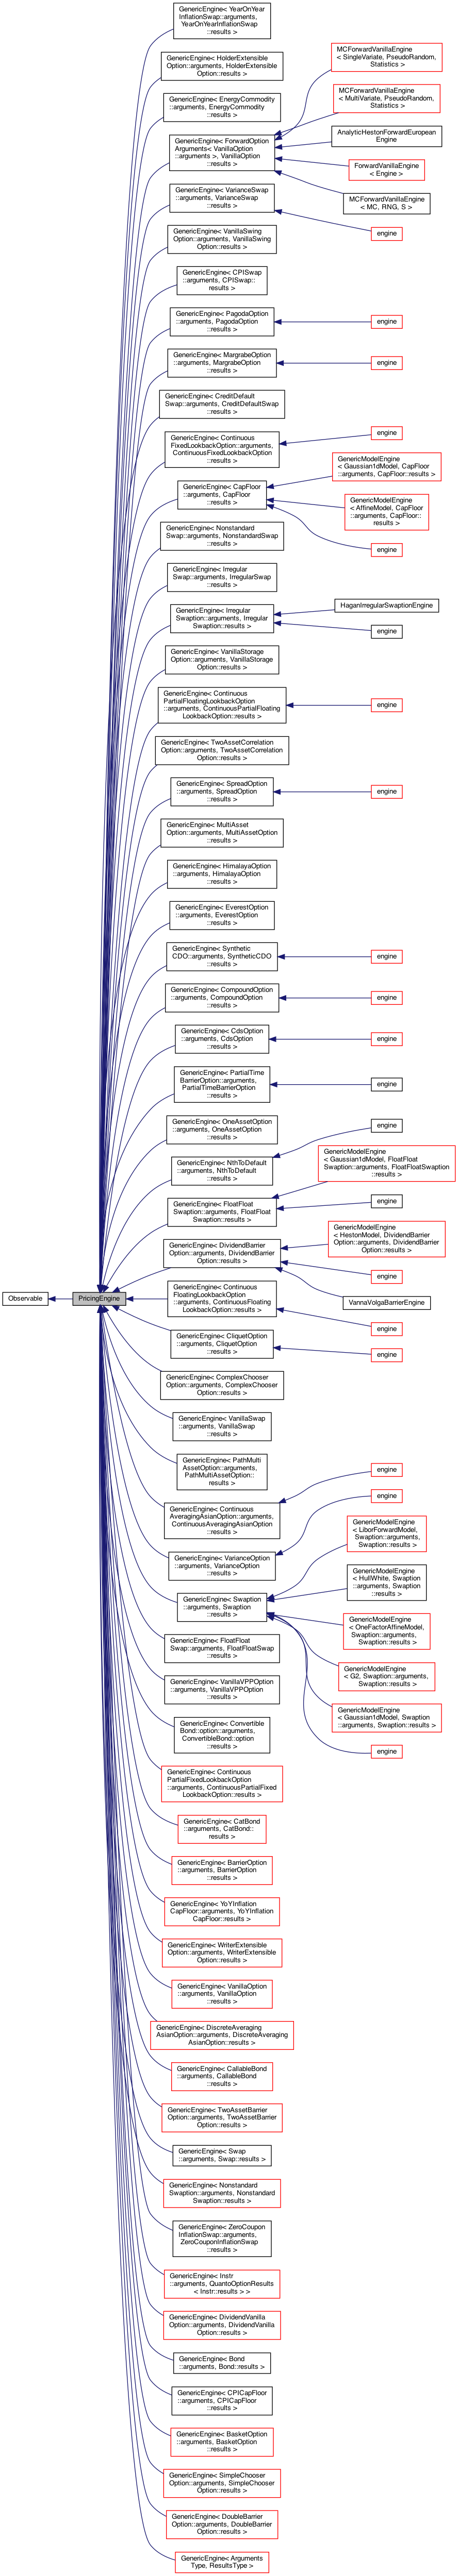 GenericEngine< YearOnYear
InflationSwap::arguments,
YearOnYearInflationSwap
::results >
GenericEngine< HolderExtensible
Option::arguments, HolderExtensible
Option::results >
GenericEngine< EnergyCommodity
::arguments, EnergyCommodity
::results >
GenericEngine< ForwardOption
Arguments< VanillaOption
::arguments >, VanillaOption
::results >
MCForwardVanillaEngine
< SingleVariate, PseudoRandom,
Statistics >
MCForwardVanillaEngine
< MultiVariate, PseudoRandom,
Statistics >
AnalyticHestonForwardEuropean
Engine
ForwardVanillaEngine
< Engine >
MCForwardVanillaEngine
< MC, RNG, S >
GenericEngine< VarianceSwap
::arguments, VarianceSwap
::results >
engine
GenericEngine< VanillaSwing
Option::arguments, VanillaSwing
Option::results >
GenericEngine< CPISwap
::arguments, CPISwap::
results >
GenericEngine< PagodaOption
::arguments, PagodaOption
::results >
engine
GenericEngine< MargrabeOption
::arguments, MargrabeOption
::results >
engine
GenericEngine< CreditDefault
Swap::arguments, CreditDefaultSwap
::results >
GenericEngine< Continuous
FixedLookbackOption::arguments,
ContinuousFixedLookbackOption
::results >
engine
GenericEngine< CapFloor
::arguments, CapFloor
::results >
GenericModelEngine
< Gaussian1dModel, CapFloor
::arguments, CapFloor::results >
GenericModelEngine
< AffineModel, CapFloor
::arguments, CapFloor::
results >
engine
GenericEngine< Nonstandard
Swap::arguments, NonstandardSwap
::results >
GenericEngine< Irregular
Swap::arguments, IrregularSwap
::results >
GenericEngine< Irregular
Swaption::arguments, Irregular
Swaption::results >
HaganIrregularSwaptionEngine
engine
GenericEngine< VanillaStorage
Option::arguments, VanillaStorage
Option::results >
GenericEngine< Continuous
PartialFloatingLookbackOption
::arguments, ContinuousPartialFloating
LookbackOption::results >
engine
GenericEngine< TwoAssetCorrelation
Option::arguments, TwoAssetCorrelation
Option::results >
GenericEngine< SpreadOption
::arguments, SpreadOption
::results >
engine
GenericEngine< MultiAsset
Option::arguments, MultiAssetOption
::results >
GenericEngine< HimalayaOption
::arguments, HimalayaOption
::results >
GenericEngine< EverestOption
::arguments, EverestOption
::results >
GenericEngine< Synthetic
CDO::arguments, SyntheticCDO
::results >
engine
GenericEngine< CompoundOption
::arguments, CompoundOption
::results >
engine
GenericEngine< CdsOption
::arguments, CdsOption
::results >
engine
GenericEngine< PartialTime
BarrierOption::arguments,
PartialTimeBarrierOption
::results >
engine
GenericEngine< OneAssetOption
::arguments, OneAssetOption
::results >
GenericEngine< NthToDefault
::arguments, NthToDefault
::results >
engine
GenericEngine< FloatFloat
Swaption::arguments, FloatFloat
Swaption::results >
GenericModelEngine
< Gaussian1dModel, FloatFloat
Swaption::arguments, FloatFloatSwaption
::results >
engine
GenericEngine< DividendBarrier
Option::arguments, DividendBarrier
Option::results >
GenericModelEngine
< HestonModel, DividendBarrier
Option::arguments, DividendBarrier
Option::results >
engine
VannaVolgaBarrierEngine
Observable
PricingEngine
GenericEngine< Continuous
FloatingLookbackOption
::arguments, ContinuousFloating
LookbackOption::results >
engine
GenericEngine< CliquetOption
::arguments, CliquetOption
::results >
engine
GenericEngine< ComplexChooser
Option::arguments, ComplexChooser
Option::results >
GenericEngine< VanillaSwap
::arguments, VanillaSwap
::results >
GenericEngine< PathMulti
AssetOption::arguments,
PathMultiAssetOption::
results >
GenericEngine< Continuous
AveragingAsianOption::arguments,
ContinuousAveragingAsianOption
::results >
engine
GenericEngine< VarianceOption
::arguments, VarianceOption
::results >
engine
GenericEngine< Swaption
::arguments, Swaption
::results >
GenericModelEngine
< LiborForwardModel,
Swaption::arguments,
Swaption::results >
GenericModelEngine
< HullWhite, Swaption
::arguments, Swaption
::results >
GenericModelEngine
< OneFactorAffineModel,
Swaption::arguments,
Swaption::results >
GenericModelEngine
< G2, Swaption::arguments,
Swaption::results >
GenericModelEngine
< Gaussian1dModel, Swaption
::arguments, Swaption::results >
engine
GenericEngine< FloatFloat
Swap::arguments, FloatFloatSwap
::results >
GenericEngine< VanillaVPPOption
::arguments, VanillaVPPOption
::results >
GenericEngine< Convertible
Bond::option::arguments,
ConvertibleBond::option
::results >
GenericEngine< Continuous
PartialFixedLookbackOption
::arguments, ContinuousPartialFixed
LookbackOption::results >
GenericEngine< CatBond
::arguments, CatBond::
results >
GenericEngine< BarrierOption
::arguments, BarrierOption
::results >
GenericEngine< YoYInflation
CapFloor::arguments, YoYInflation
CapFloor::results >
GenericEngine< WriterExtensible
Option::arguments, WriterExtensible
Option::results >
GenericEngine< VanillaOption
::arguments, VanillaOption
::results >
GenericEngine< DiscreteAveraging
AsianOption::arguments, DiscreteAveraging
AsianOption::results >
GenericEngine< CallableBond
::arguments, CallableBond
::results >
GenericEngine< TwoAssetBarrier
Option::arguments, TwoAssetBarrier
Option::results >
GenericEngine< Swap
::arguments, Swap::results >
GenericEngine< Nonstandard
Swaption::arguments, Nonstandard
Swaption::results >
GenericEngine< ZeroCoupon
InflationSwap::arguments,
ZeroCouponInflationSwap
::results >
GenericEngine< Instr
::arguments, QuantoOptionResults
< Instr::results > >
GenericEngine< DividendVanilla
Option::arguments, DividendVanilla
Option::results >
GenericEngine< Bond
::arguments, Bond::results >
GenericEngine< CPICapFloor
::arguments, CPICapFloor
::results >
GenericEngine< BasketOption
::arguments, BasketOption
::results >
GenericEngine< SimpleChooser
Option::arguments, SimpleChooser
Option::results >
GenericEngine< DoubleBarrier
Option::arguments, DoubleBarrier
Option::results >
GenericEngine< Arguments
Type, ResultsType >